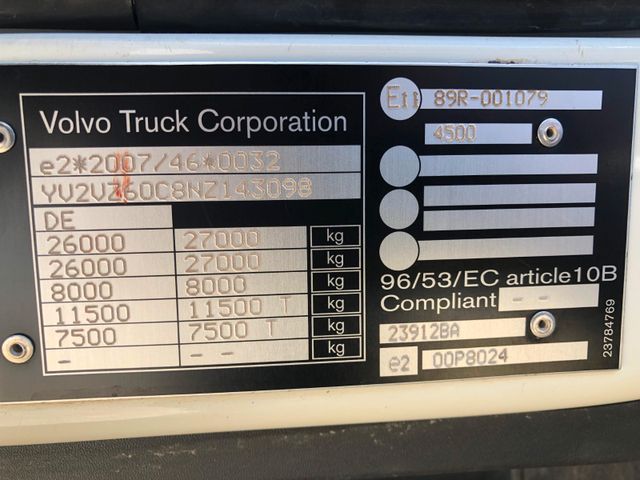 Volvo Truck Corporation
e2*2007/46*0032
YV2VZ60C8NZ143098
DE
26000 27000 kg
26000 27000 kg
8000 8000 kg
11500 11500 T kg
7500 7500 T kg
- - kg
E11 89R-001079
4500
96/53/EC article10B
Compliant - -
23912BA
e2 00P8024
23784769